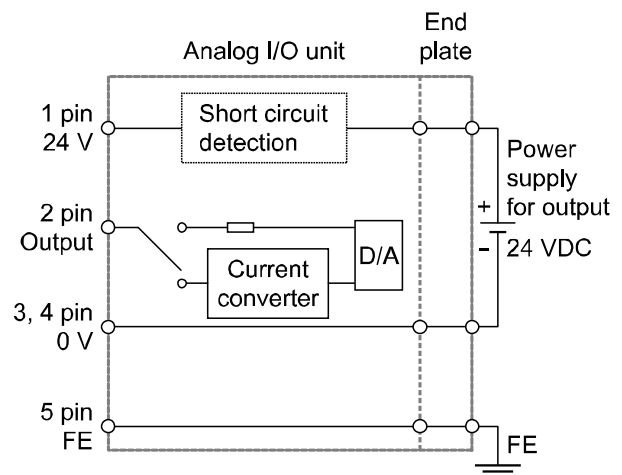 Analog I/O unit
End
plate
1 pin
24 V
Short circuit
detection
Power
supply
for output
+
-
24 VDC
2 pin
Output
D/A
Current
converter
3, 4 pin
0 V
5 pin
FE
FE